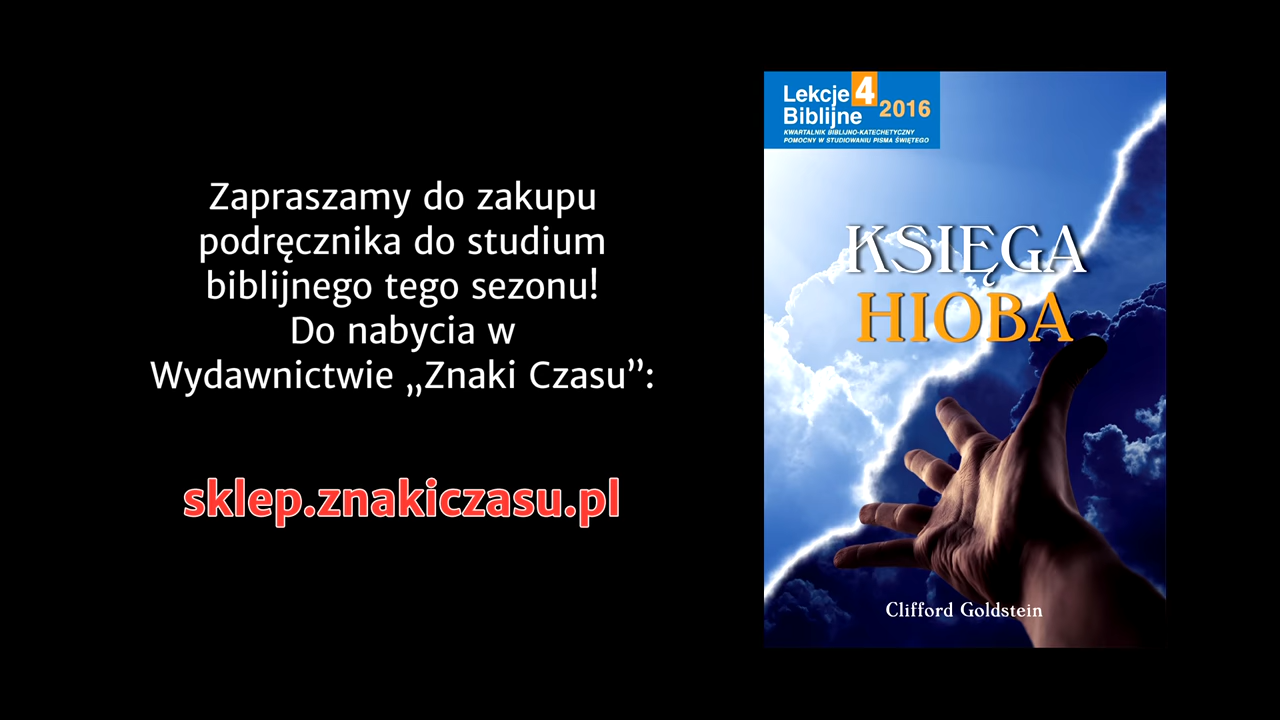 Zapraszamy do zakupu
podręcznika do studium
biblijnego tego sezonu!
Do nabycia w
Wydawnictwie „Znaki Czasu”:
sklep.znakiczasu.pl
Lekcje 4 2016
Biblijne
KWARTALNIK BIBLIJNO-KATECHETYCZNY
POMOCNY W STUDIOWANIU PISMA ŚWIĘTEGO
KSIĘGA
HIOBA
Clifford Goldstein